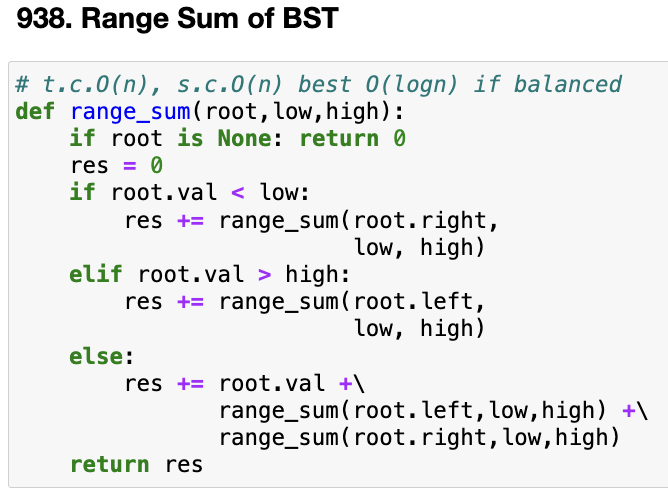 938. Range Sum of BST
# t.c.O(n), s.c.O(n) best O(logn) if balanced
def range_sum(root,low,high):
    if root is None: return 0
    res = 0
    if root.val < low:
        res += range_sum(root.right,
                         low, high)
    elif root.val > high:
        res += range_sum(root.left,
                         low, high)
    else:
        res += root.val +\
               range_sum(root.left,low,high) +\
               range_sum(root.right,low,high)
    return res